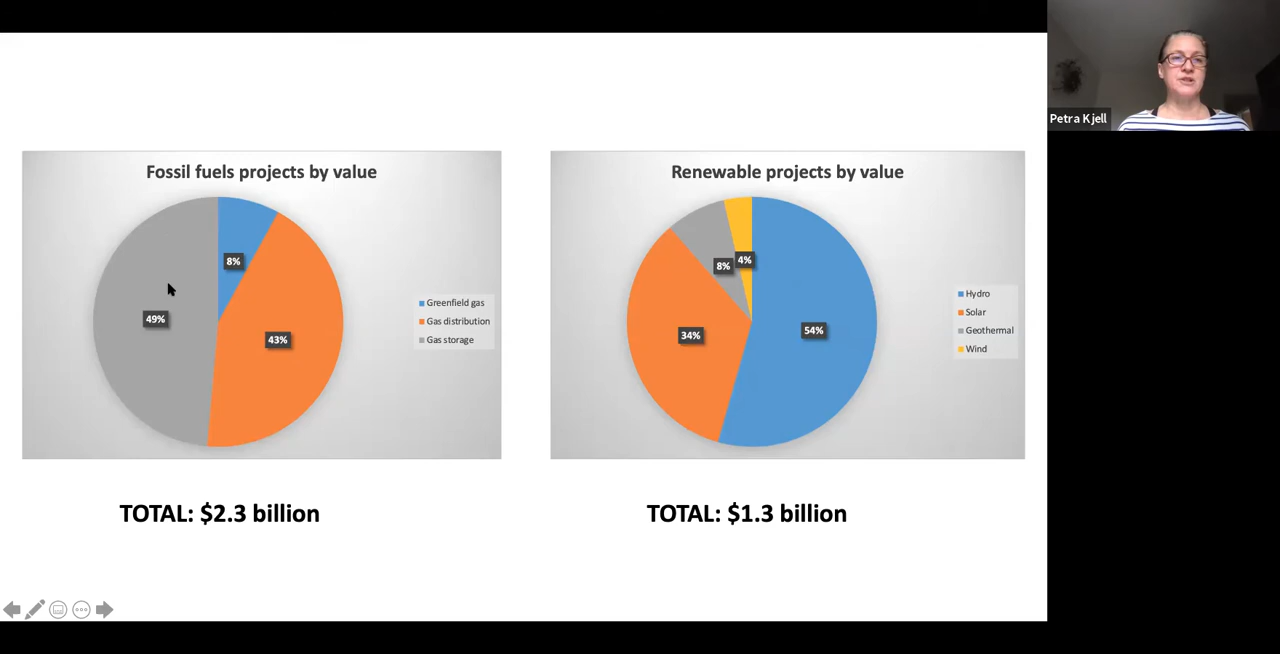 Fossil fuels projects by value
8%
49%
43%
Greenfield gas
Gas distribution
Gas storage
TOTAL: $2.3 billion
Renewable projects by value
4%
8%
54%
34%
Hydro
Solar
Geothermal
Wind
TOTAL: $1.3 billion
Petra Kjell